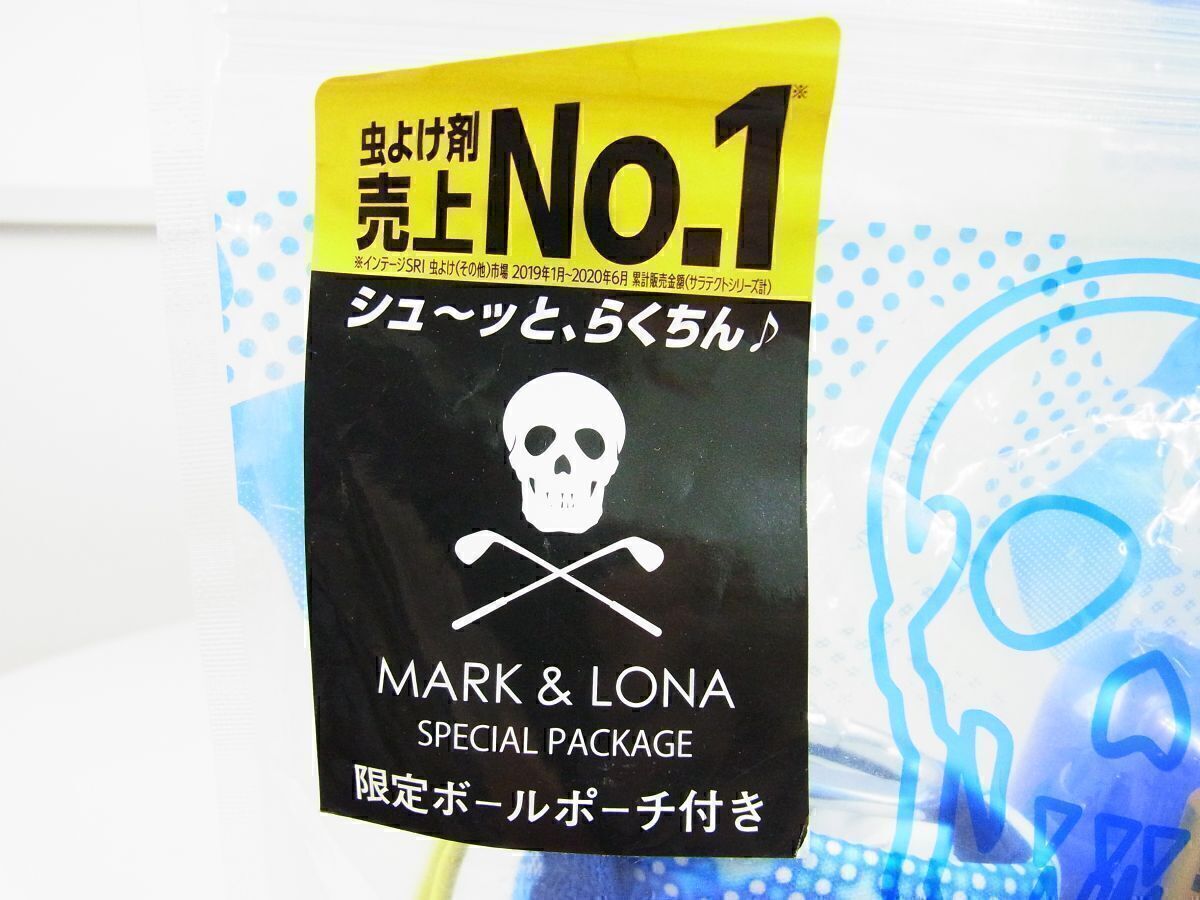 虫よけ剤
売上No.1※
※インテージSRI 虫よけ(その他)市場 2019年1月~2020年6月 累計販売金額(サラテクトシリーズ計)
シュ～ッと、らくちん♪
MARK & LONA
SPECIAL PACKAGE
限定ボールポーチ付き